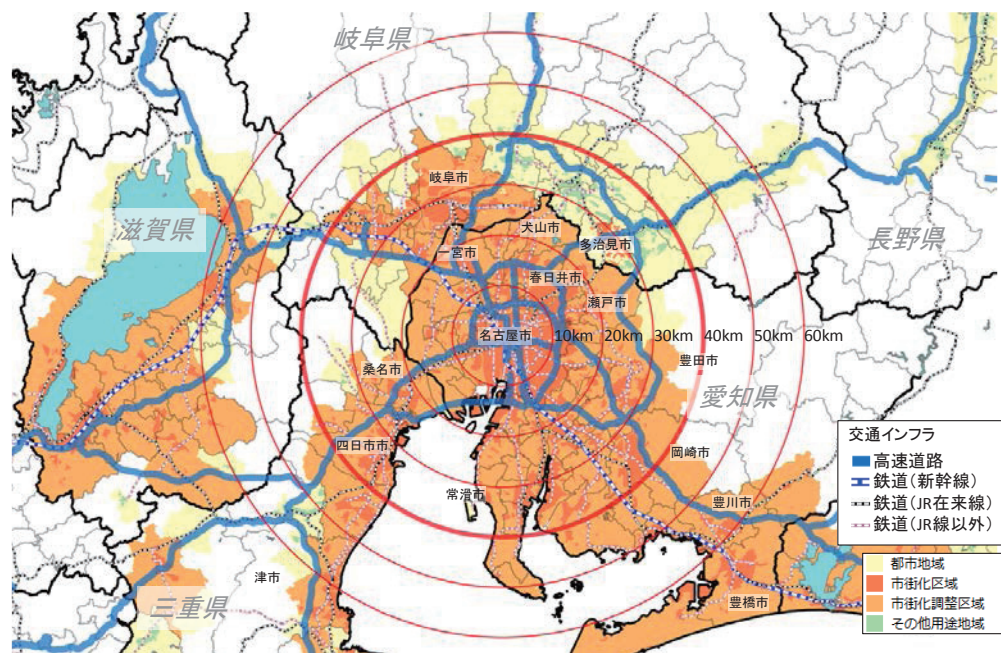 岐阜県
岐阜市
滋賀県
犬山市
多治見市
長野県
一宮市
春日井市
瀬戸市
名古屋市
10km
20km
30km
40km
50km
60km
桑名市
豊田市
愛知県
四日市市
岡崎市
常滑市
豊川市
津市
三重県
豊橋市
交通インフラ
高速道路
鉄道(新幹線)
鉄道(JR在来線)
鉄道(JR線以外)
都市地域
市街化区域
市街化調整区域
その他用途地域